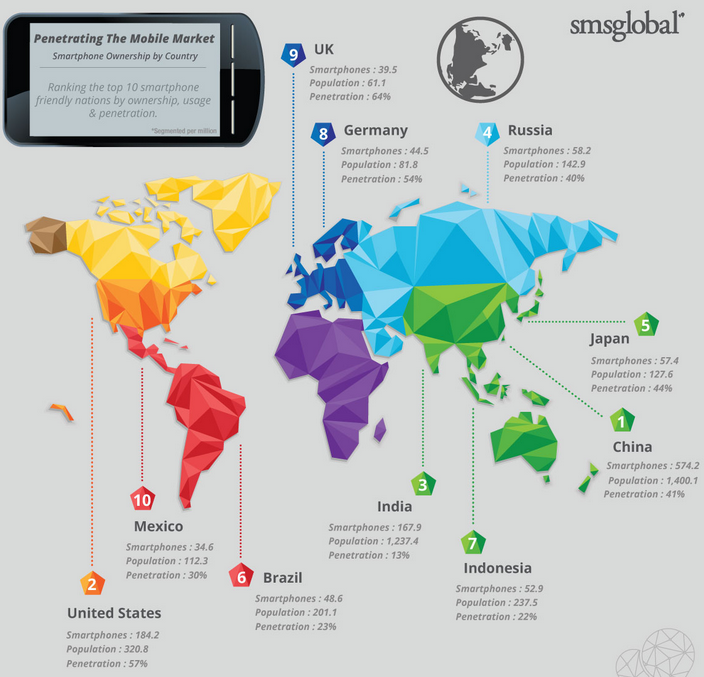 Penetrating The Mobile Market
Smartphone Ownership by Country
Ranking the top 10 smartphone
friendly nations by ownership, usage
& penetration.
*Segmented per million
smsglobal
9 UK
Smartphones : 39.5
Population : 61.1
Penetration : 64%
8 Germany
Smartphones : 44.5
Population : 81.8
Penetration : 54%
4 Russia
Smartphones : 58.2
Population : 142.9
Penetration : 40%
5
Japan
Smartphones : 57.4
Population : 127.6
Penetration : 44%
1
China
Smartphones : 574.2
Population : 1,400.1
Penetration : 41%
3
India
Smartphones : 167.9
Population : 1,237.4
Penetration : 13%
10
Mexico
Smartphones : 34.6
Population : 112.3
Penetration : 30%
7
Indonesia
Smartphones : 52.9
Population : 237.5
Penetration : 22%
6 Brazil
Smartphones : 48.6
Population : 201.1
Penetration : 23%
2
United States
Smartphones : 184.2
Population : 320.8
Penetration : 57%